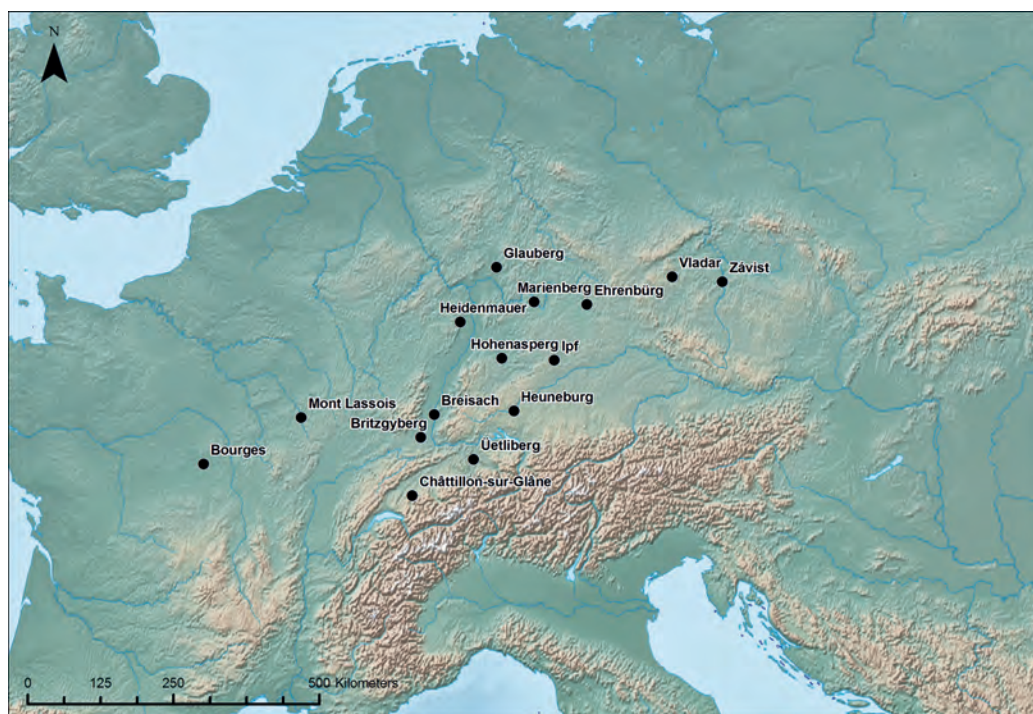 N
Glauberg
Vladar
Závist
Marienberg
Ehrenbürg
Heidenmauer
Hohenasperg
Ipf
Mont Lassois
Breisach
Heuneburg
Britzgyberg
Bourges
Üetliberg
Châttillon-sur-Glâne
0 125 250 500 Kilometers